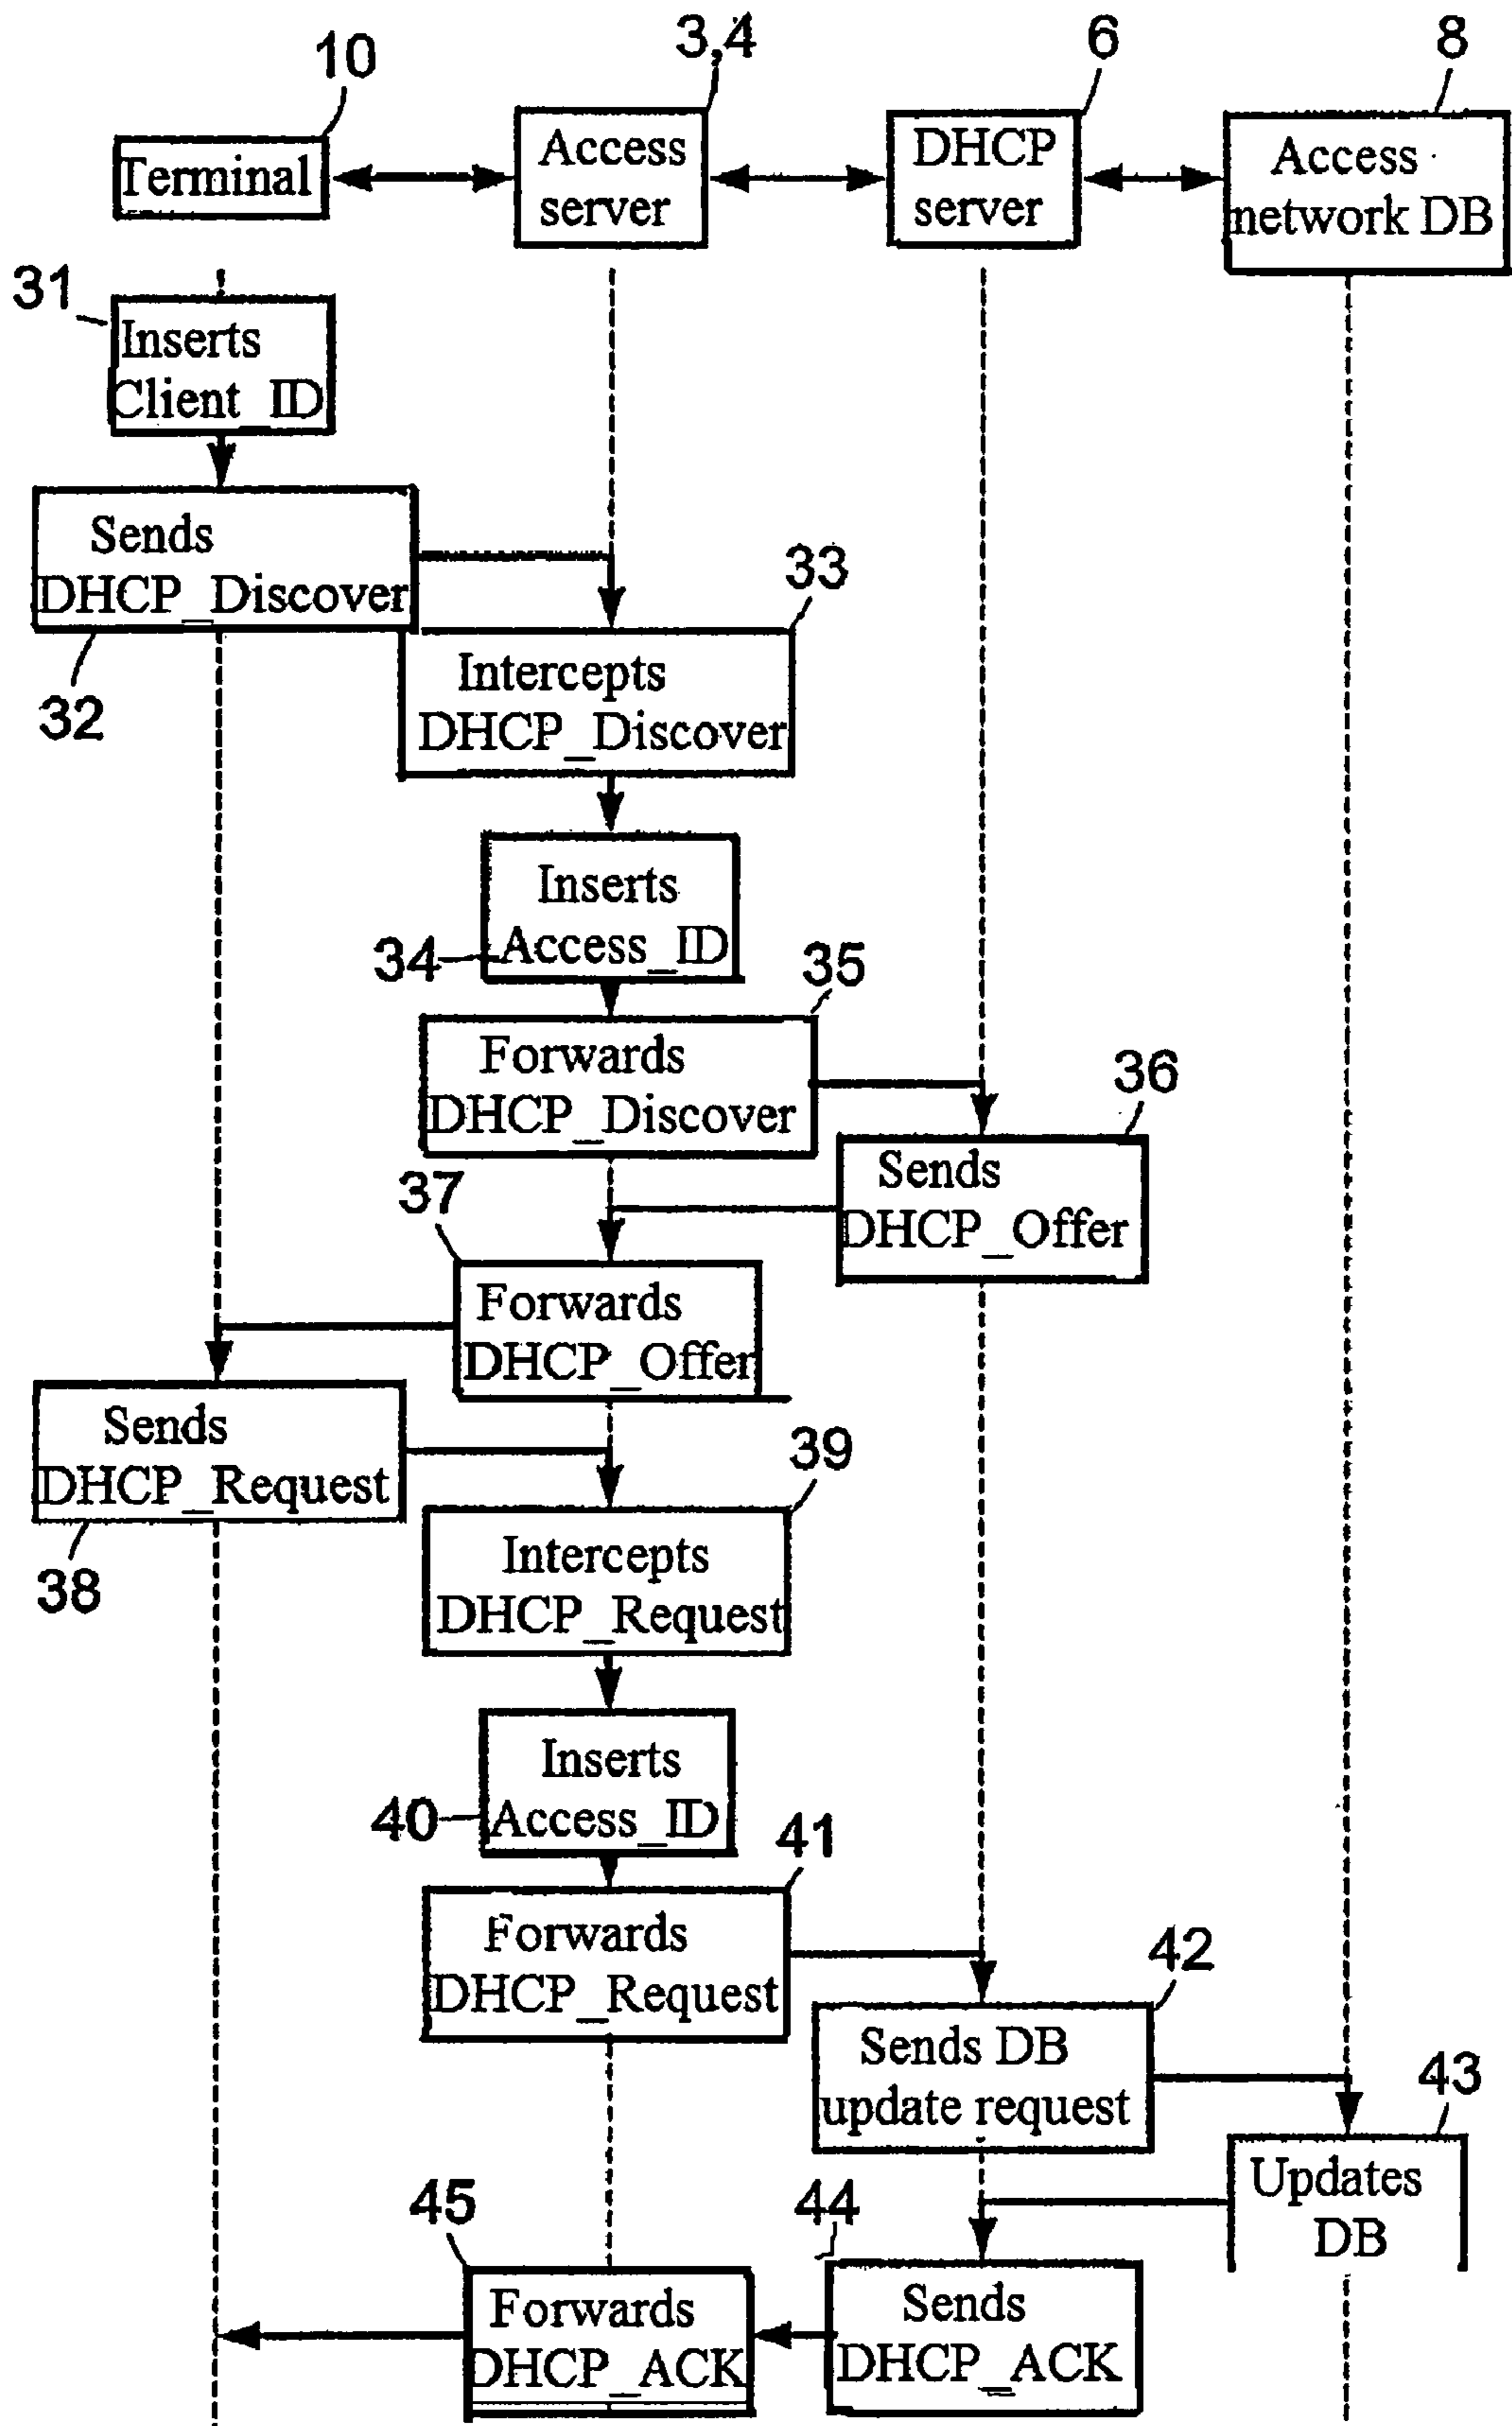 10
3,4
6
8
Terminal
Access
server
DHCP
server
Access
network DB
31
Inserts
Client_ID
Sends
DHCP_Discover
32
33
Intercepts
DHCP_Discover
Inserts
Access_ID
34
35
Forwards
DHCP_Discover
36
Sends
DHCP_Offer
37
Forwards
DHCP_Offer
Sends
DHCP_Request
38
39
Intercepts
DHCP_Request
Inserts
Access_ID
40
41
Forwards
DHCP_Request
42
Sends DB
update request
43
Updates
DB
44
Sends
DHCP_ACK
45
Forwards
DHCP_ACK